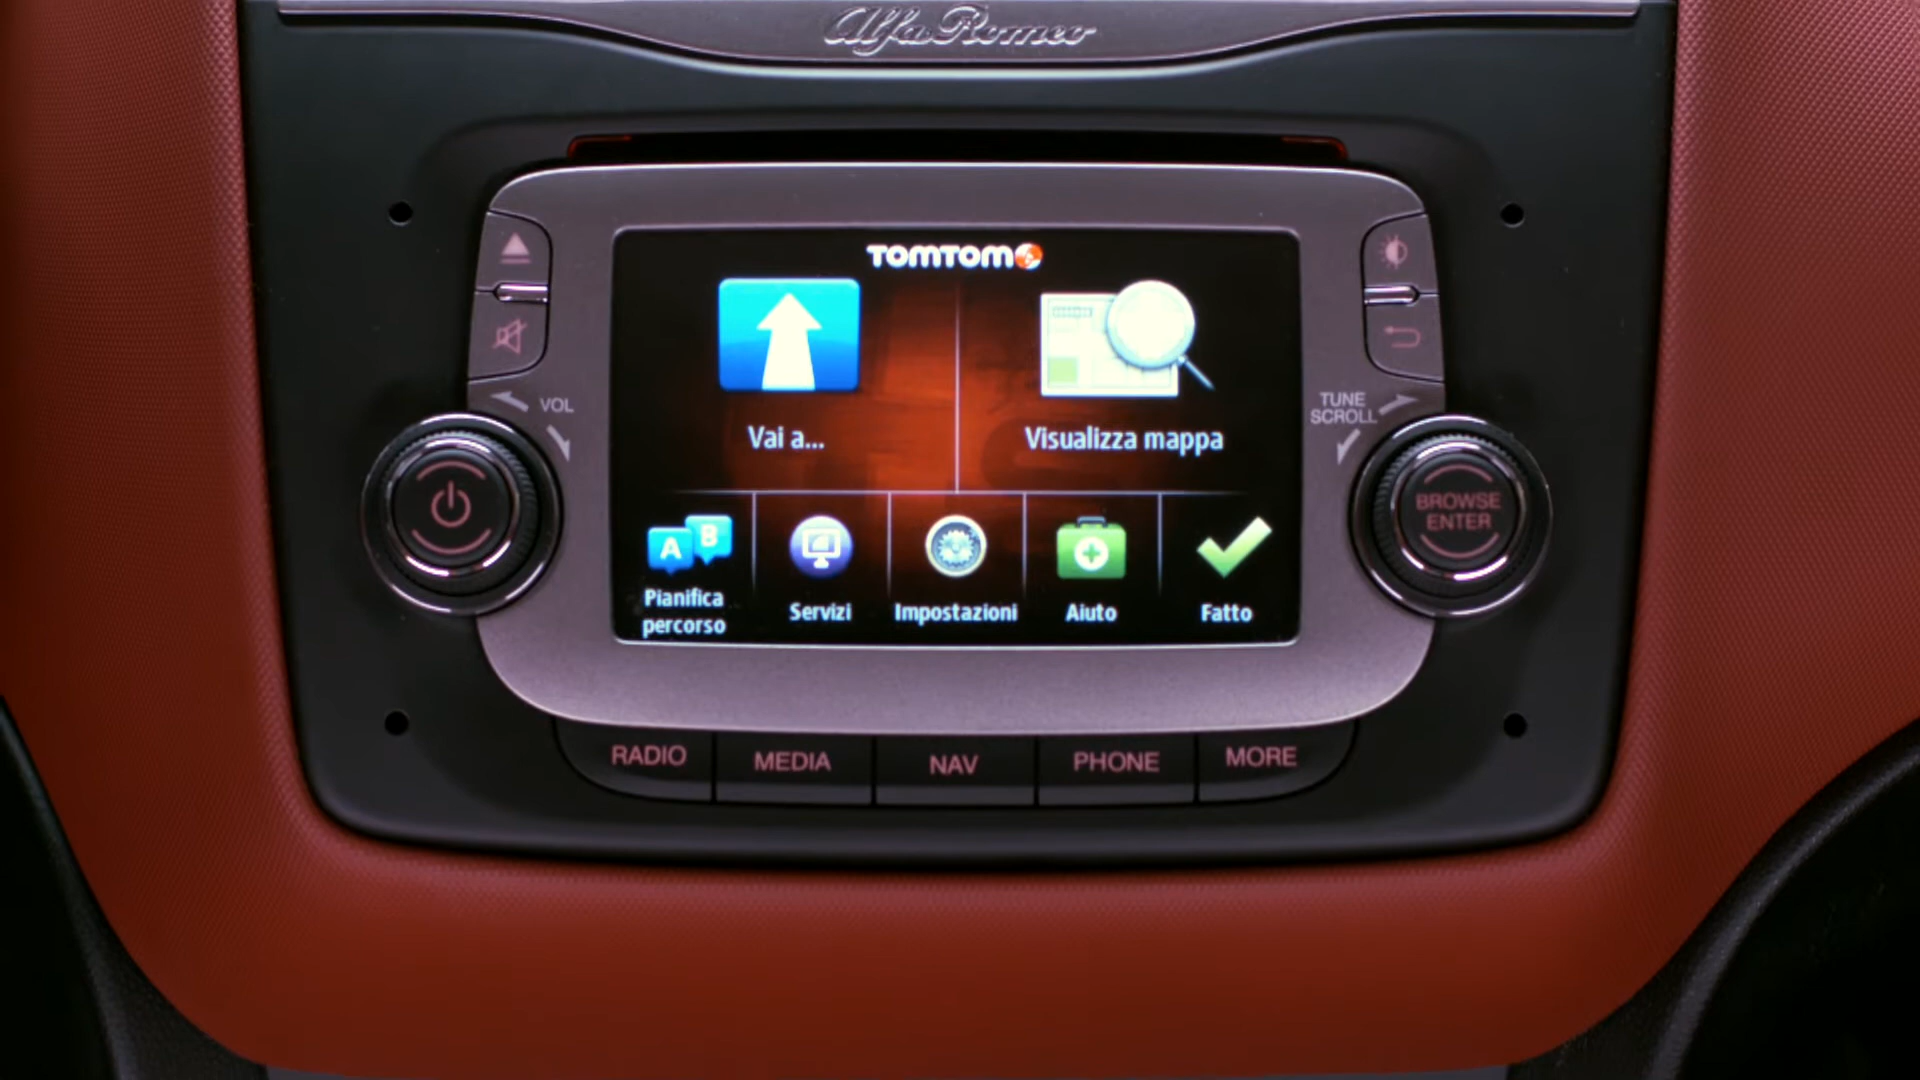 Alfa Romeo
TOMTOM
VOL
TUNE
SCROLL
Vai a...
Visualizza mappa
BROWSE
ENTER
A B
Pianifica
percorso
Servizi
Impostazioni
Aiuto
Fatto
RADIO
MEDIA
NAV
PHONE
MORE